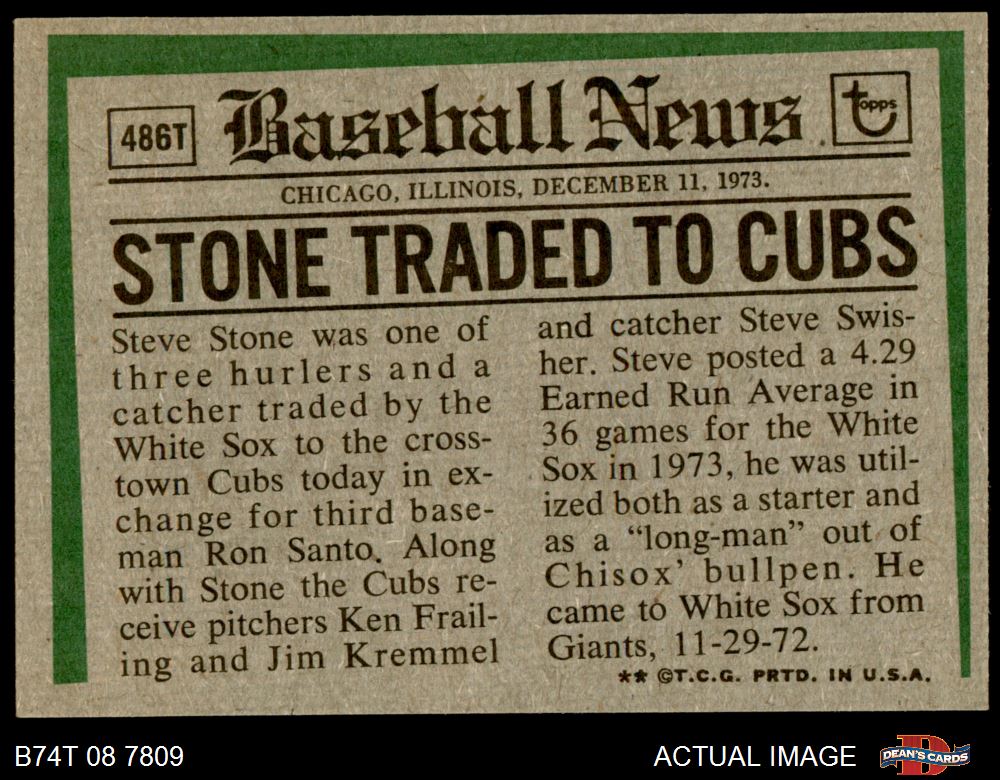 486T
Baseball News
topps
CHICAGO, ILLINOIS, DECEMBER 11, 1973.
STONE TRADED TO CUBS
Steve Stone was one of
three hurlers and a
catcher traded by the
White Sox to the cross-
town Cubs today in ex-
change for third base-
man Ron Santo. Along
with Stone the Cubs re-
ceive pitchers Ken Frail-
ing and Jim Kremmel
and catcher Steve Swis-
her. Steve posted a 4.29
Earned Run Average in
36 games for the White
Sox in 1973, he was util-
ized both as a starter and
as a “long-man” out of
Chisox’ bullpen. He
came to White Sox from
Giants, 11-29-72.
** ©T.C.G. PRTD. IN U.S.A.
B74T 08 7809
ACTUAL IMAGE
D
DEAN'S CARDS